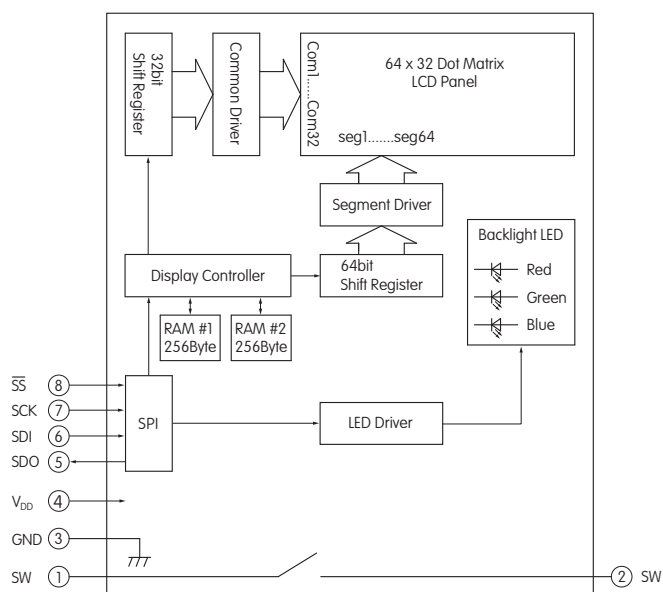 32bit
Shift Register
Common Driver
Com1......Com32
64 x 32 Dot Matrix
LCD Panel
seg1.......seg64
Segment Driver
Backlight LED
Red
Green
Blue
Display Controller
64bit
Shift Register
RAM #1
256Byte
RAM #2
256Byte
SS 8
SCK 7
SDI 6
SDO 5
SPI
LED Driver
VDD 4
GND 3
SW 1
2 SW